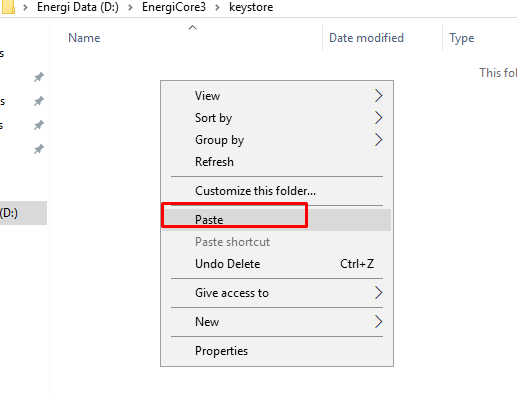 Energi Data (D:) > EnergiCore3 > keystore
Name Date modified Type
This fo
s
s
s
(D:)
View
Sort by
Group by
Refresh
Customize this folder...
Paste
Paste shortcut
Undo Delete Ctrl+Z
Give access to
New
Properties